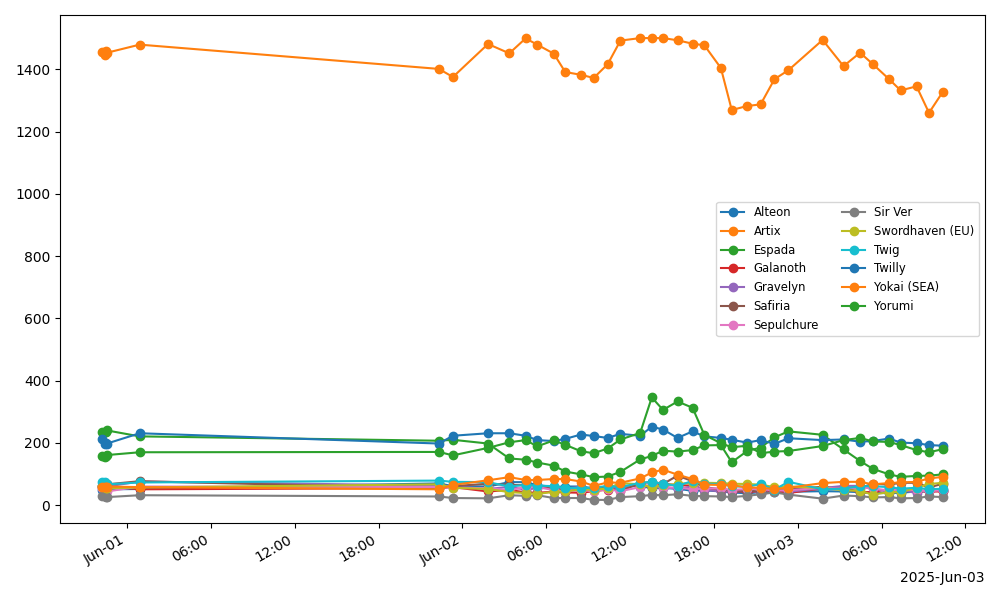 1400
1200
1000
800
600
400
200
0
Alteon
Artix
Espada
Galanoth
Gravelyn
Safiria
Sepulchure
Sir Ver
Swordhaven (EU)
Twig
Twilly
Yokai (SEA)
Yorumi
Jun-01
06:00
12:00
18:00
Jun-02
06:00
12:00
18:00
Jun-03
06:00
12:00
2025-Jun-03